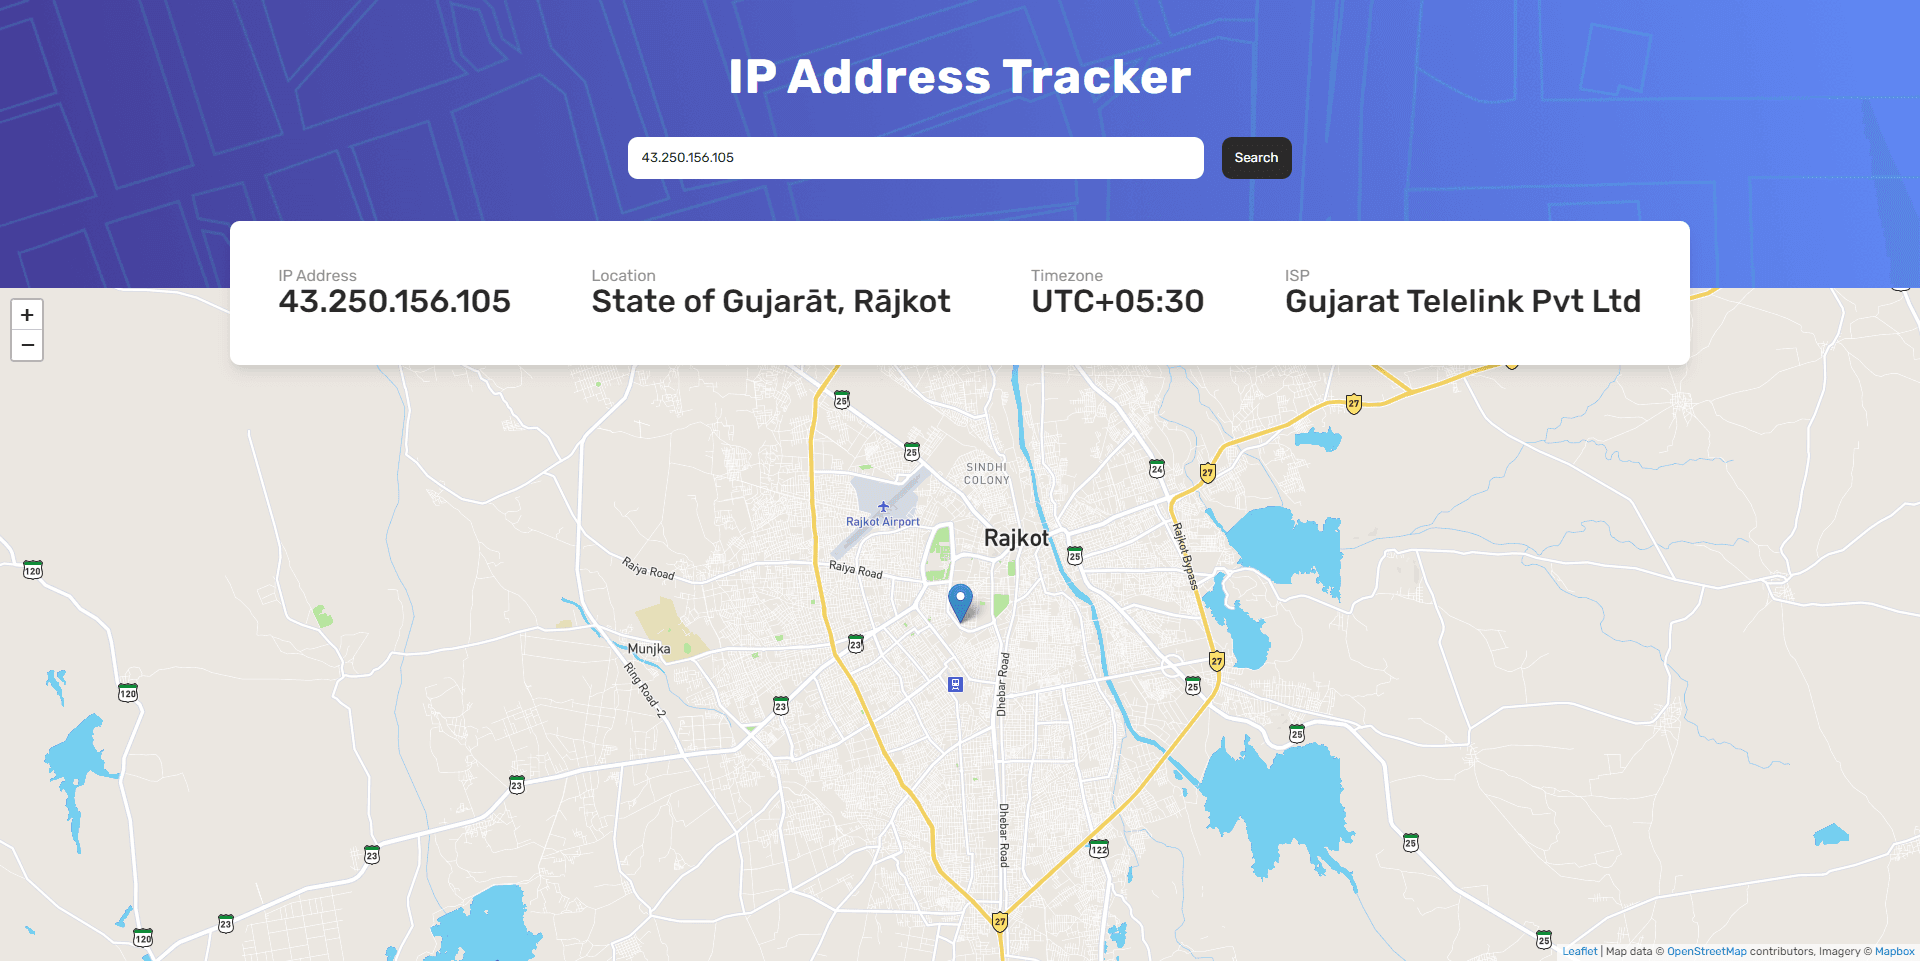 IP Address Tracker
43.250.156.105
Search
IP Address
43.250.156.105
Location
State of Gujarāt, Rājkot
Timezone
UTC+05:30
ISP
Gujarat Telelink Pvt Ltd
+
−
25
27
25
SINDHI
COLONY
24
27
Rajkot Airport
Rajkot
25
Rajkot Bypass
120
Raiya Road
Raiya Road
Munjka
23
27
25
Ring Road -2
Dhebar Road
120
23
25
23
Dhebar Road
23
122
25
23
27
120
25
Leaflet | Map data © OpenStreetMap contributors, Imagery © Mapbox